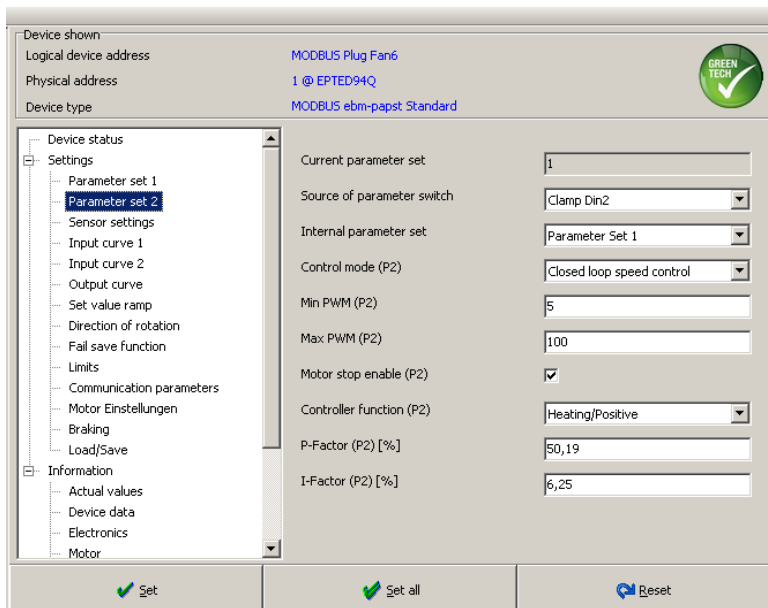 Device shown
Logical device address MODBUS Plug Fan6
Physical address 1 @ EPTED94Q
Device type MODBUS ebm-papst Standard
GREEN
TECH
Device status
Settings
Parameter set 1
Parameter set 2
Sensor settings
Input curve 1
Input curve 2
Output curve
Set value ramp
Direction of rotation
Fail save function
Limits
Communication parameters
Motor Einstellungen
Braking
Load/Save
Information
Actual values
Device data
Electronics
Motor
Current parameter set 1
Source of parameter switch Clamp Din2
Internal parameter set Parameter Set 1
Control mode (P2) Closed loop speed control
Min PWM (P2) 5
Max PWM (P2) 100
Motor stop enable (P2)
Controller function (P2) Heating/Positive
P-Factor (P2) [%] 50,19
I-Factor (P2) [%] 6,25
Set Set all Reset